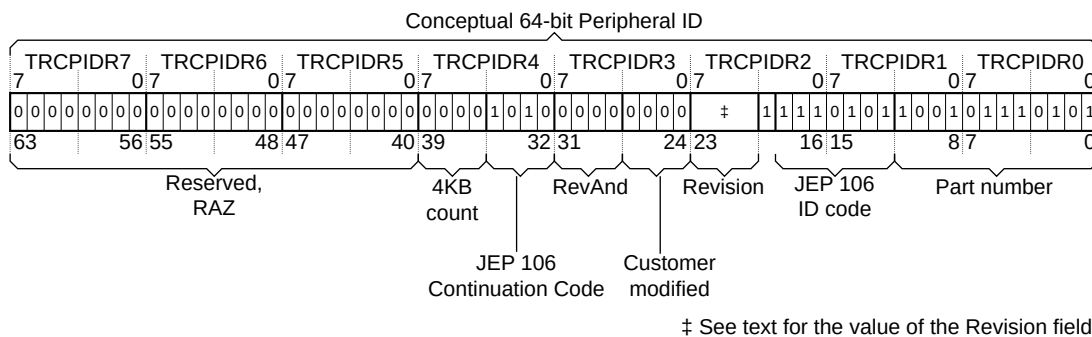 Conceptual 64-bit Peripheral ID
TRCPIDR7 TRCPIDR6 TRCPIDR5 TRCPIDR4 TRCPIDR3 TRCPIDR2 TRCPIDR1 TRCPIDR0
7 0 7 0 7 0 7 0 7 0 7 0 7 0 7 0
0 0 0 0 0 0 0 0 0 0 0 0 0 0 0 0 0 0 0 0 0 0 0 0 0 0 0 0 1 0 1 0 0 0 0 0 0 0 0 0 ‡ 1 1 1 1 0 1 0 1 1 0 0 1 0 1 1 1 0 1 0 1
63 56 55 48 47 40 39 32 31 24 23 16 15 8 7 0
Reserved,
RAZ
4KB
count
RevAnd
Revision
JEP 106
ID code
Part number
JEP 106
Continuation Code
Customer
modified
‡ See text for the value of the Revision field